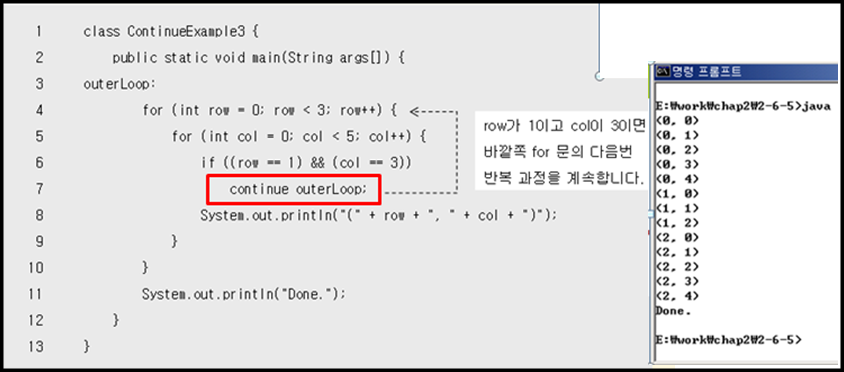 1 class ContinueExample3 {
2 public static void main(String args[]) {
3 outerLoop:
4 for (int row = 0; row < 3; row++) {
5 for (int col = 0; col < 5; col++) {
6 if ((row == 1) && (col == 3))
7 continue outerLoop;
8 System.out.println("(" + row + ", " + col + ")");
9 }
10 }
11 System.out.println("Done.");
12 }
13 }
row가 1이고 col이 3이면
바깥쪽 for 문의 다음번
반복 과정을 계속합니다.
명령 프롬프트
E:₩work₩chap2₩2-6-5>java
(0, 0)
(0, 1)
(0, 2)
(0, 3)
(0, 4)
(1, 0)
(1, 1)
(1, 2)
(2, 0)
(2, 1)
(2, 2)
(2, 3)
(2, 4)
Done.
E:₩work₩chap2₩2-6-5>